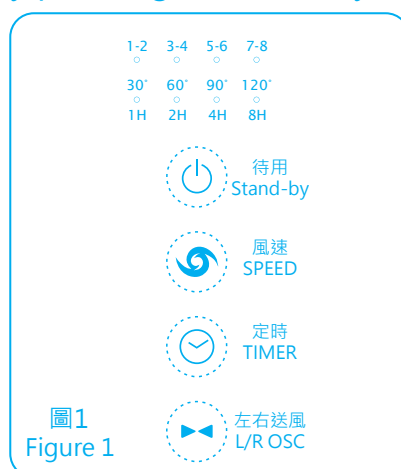 1-2 3-4 5-6 7-8
30° 60° 90° 120°
1H 2H 4H 8H
待用
Stand-by
風速
SPEED
定時
TIMER
左右送風
L/R OSC
圖1
Figure 1